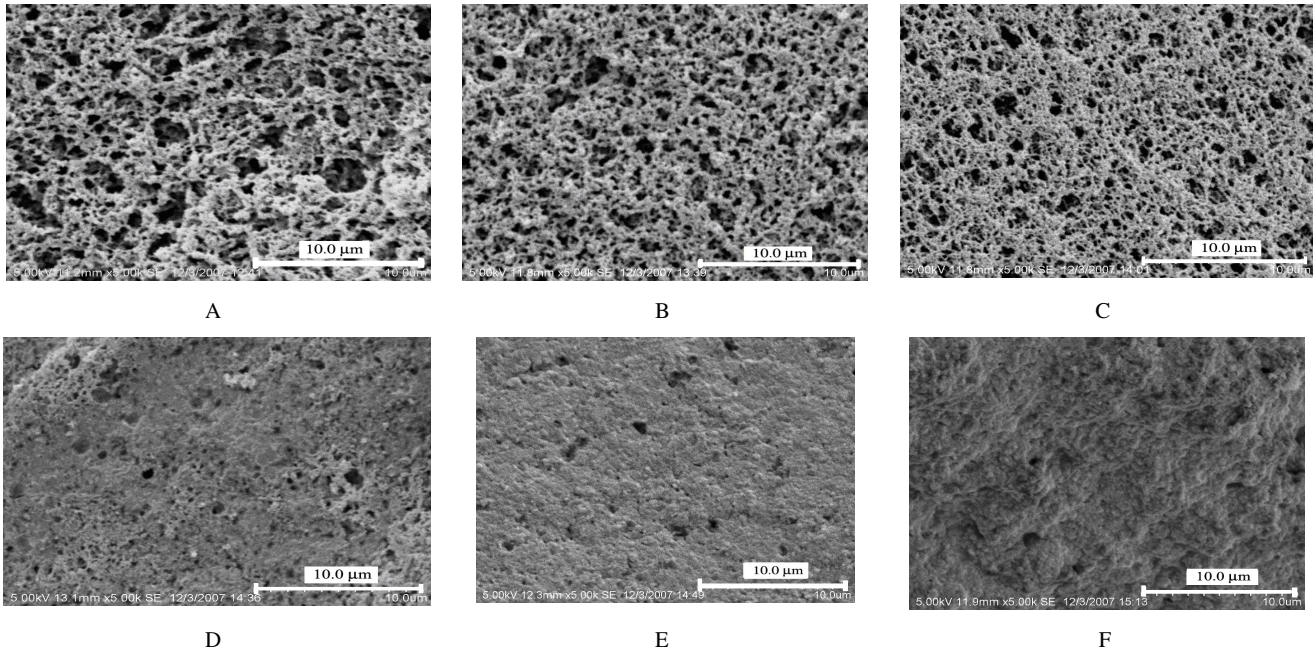 10.0 µm
5.00kV 11.2mm x5.00k SE 12/3/2007 12:41 10.0um
A
10.0 µm
5.00kV 11.8mm x5.00k SE 12/3/2007 13:39 10.0um
B
10.0 µm
5.00kV 11.8mm x5.00k SE 12/3/2007 14:01 10.0um
C
10.0 µm
5.00kV 13.1mm x5.00k SE 12/3/2007 14:36 10.0um
D
10.0 µm
5.00kV 12.3mm x5.00k SE 12/3/2007 14:49 10.0um
E
10.0 µm
5.00kV 11.9mm x5.00k SE 12/3/2007 15:13 10.0um
F